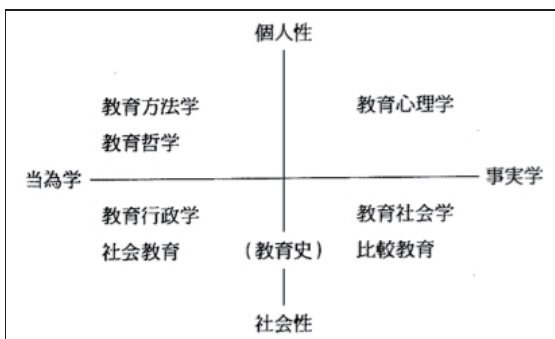 個人性
教育方法学 教育心理学
教育哲学
当為学 事実学
教育行政学 教育社会学
社会教育 (教育史) 比較教育
社会性